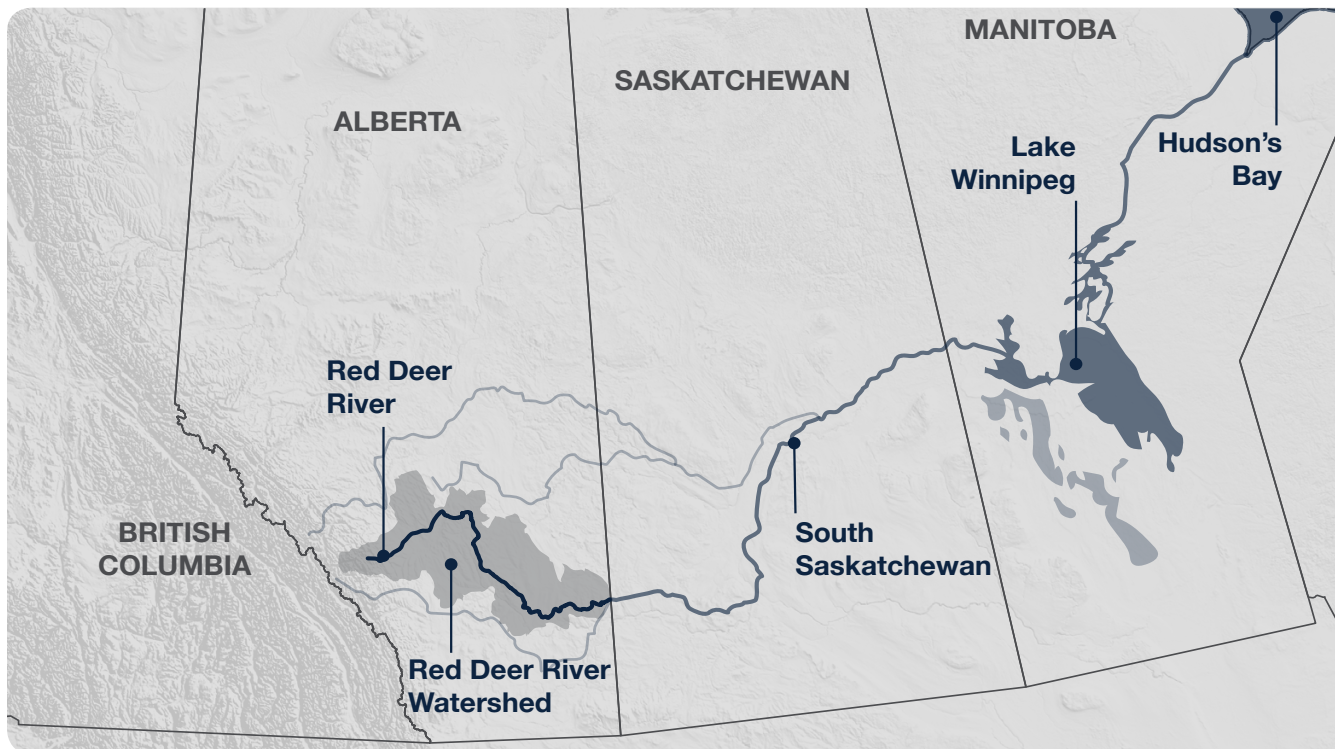 MANITOBA
SASKATCHEWAN
ALBERTA
Lake
Winnipeg
Hudson’s
Bay
Red Deer
River
BRITISH
COLUMBIA
South
Saskatchewan
Red Deer River
Watershed